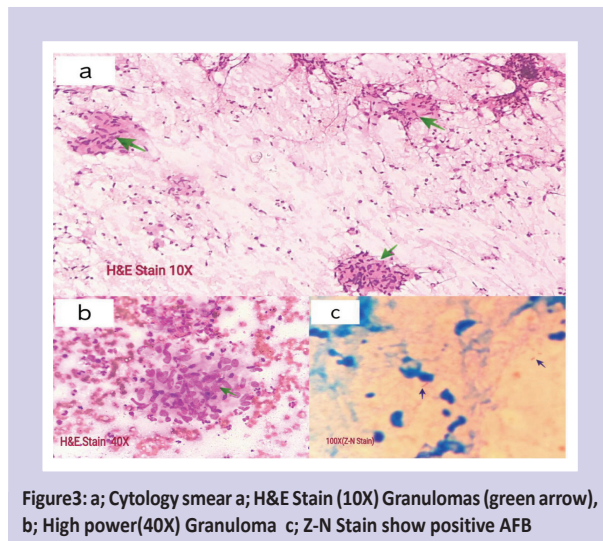 a
H&E Stain 10X
b
c
H&E.Stain 40X
100X(Z-N Stain)
Figure3: a; Cytology smear a; H&E Stain (10X) Granulomas (green arrow),
b; High power(40X) Granuloma c; Z-N Stain show positive AFB